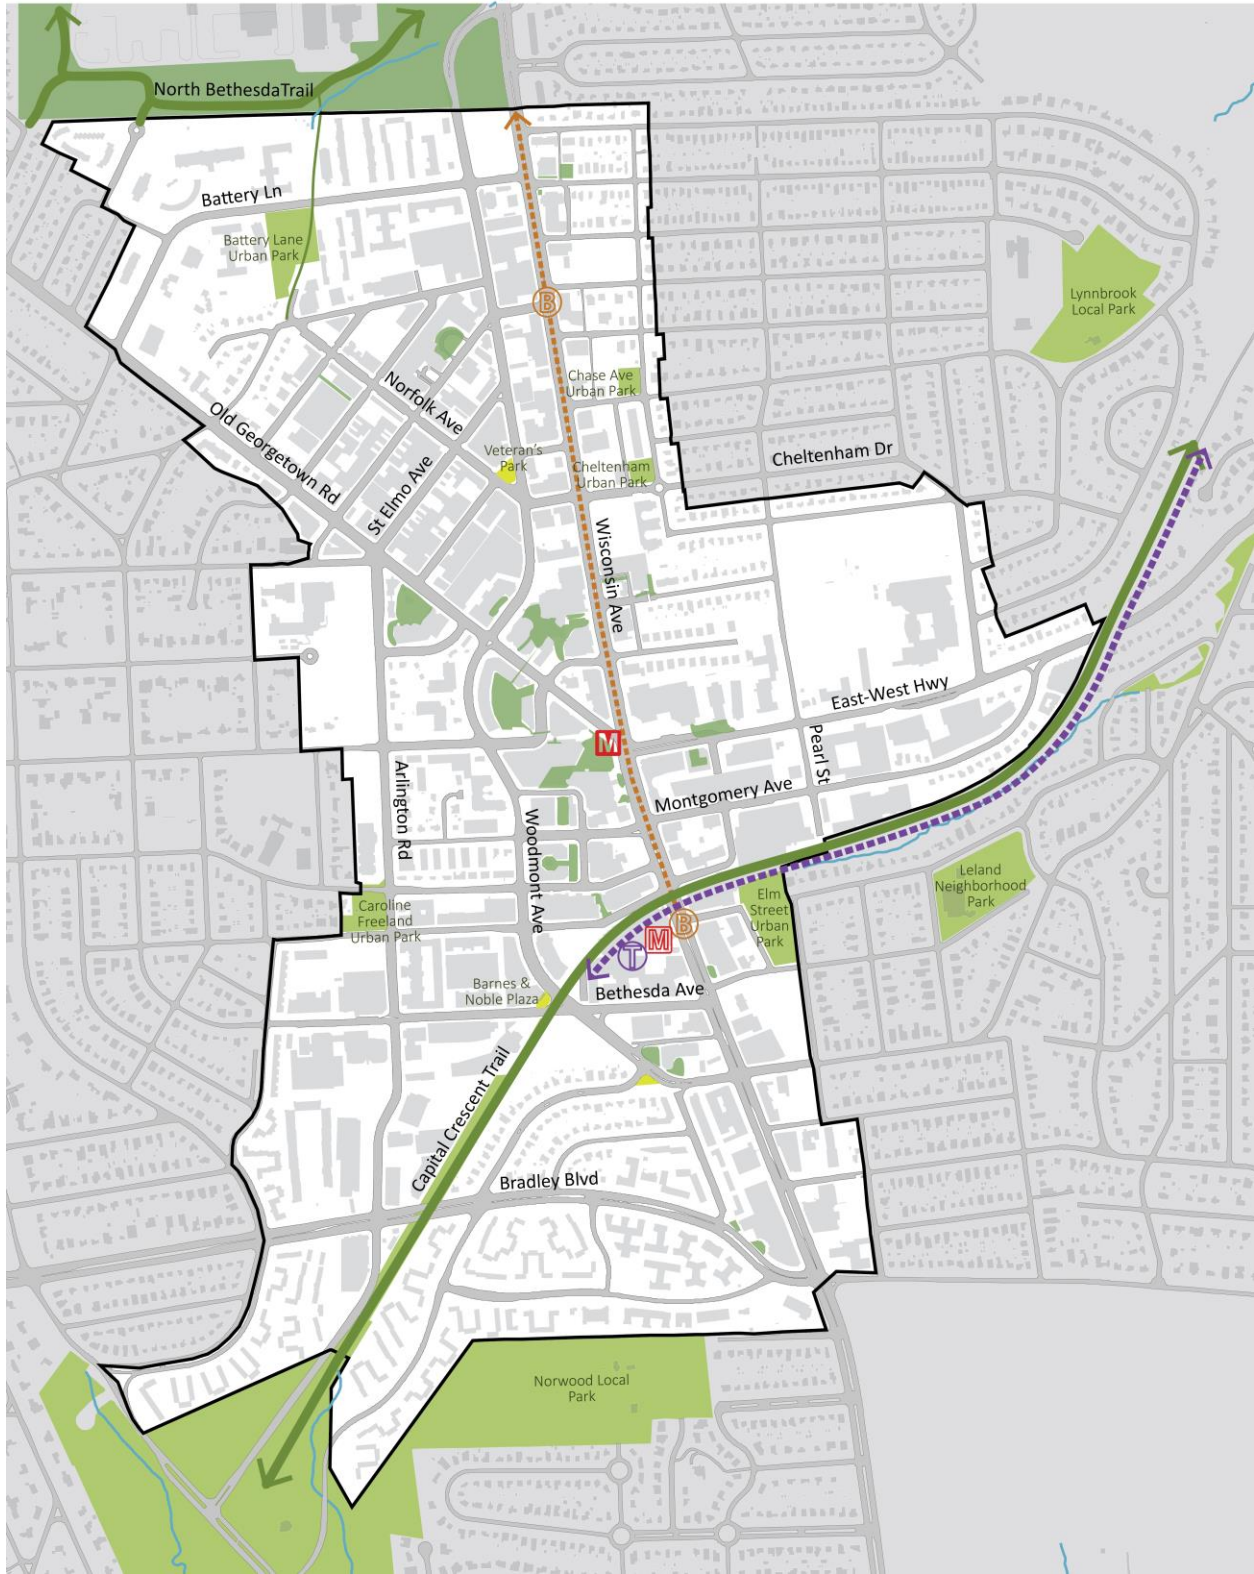 North BethesdaTrail
Battery Ln
Battery Lane
Urban Park
Lynnbrook
Local Park
B
Chase Ave
Urban Park
Norfolk Ave
Old Georgetown Rd
Veteran's
Park
Cheltenham
Urban Park
Cheltenham Dr
St Elmo Ave
Wisconsin Ave
East-West Hwy
M
Pearl St
Montgomery Ave
Arlington Rd
Woodmont Ave
Leland
Neighborhood
Park
Elm
Street
Urban
Park
Caroline
Freeland
Urban Park
B
M
T
Barnes &
Noble Plaza
Bethesda Ave
Capital Crescent Trail
Bradley Blvd
Norwood Local
Park